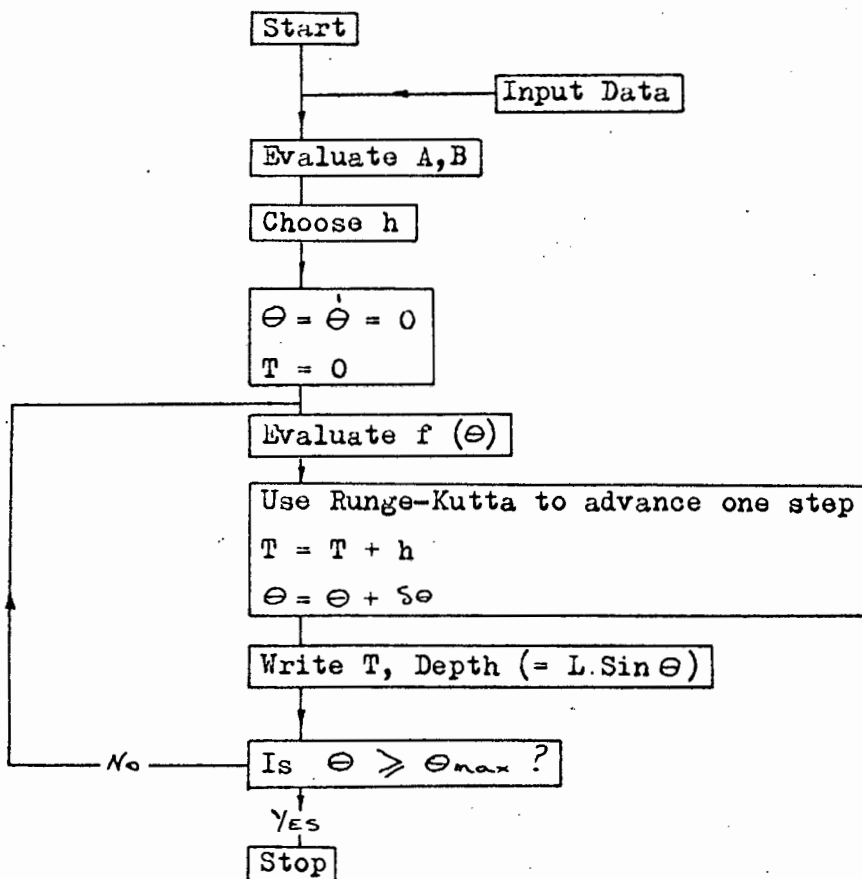 Start
Input Data
Evaluate A,B
Choose h
Θ = Θ̇ = 0
T = 0
Evaluate f (Θ)
Use Runge-Kutta to advance one step
T = T + h
Θ = Θ + δΘ
Write T, Depth (= L.Sin Θ)
Is Θ ⩾ Θmax ?
No
YES
Stop